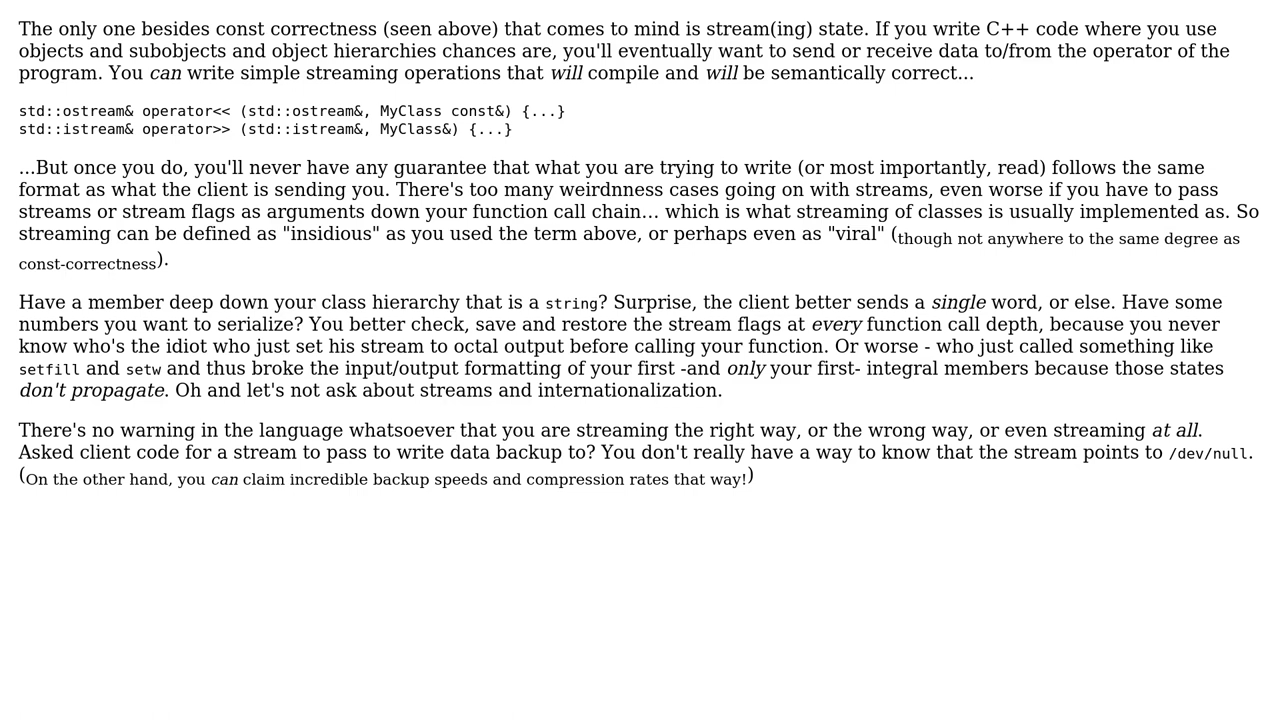 The only one besides const correctness (seen above) that comes to mind is stream(ing) state. If you write C++ code where you use
objects and subobjects and object hierarchies chances are, you'll eventually want to send or receive data to/from the operator of the
program. You can write simple streaming operations that will compile and will be semantically correct...
std::ostream& operator<< (std::ostream&, MyClass const&) {...}
std::istream& operator>> (std::istream&, MyClass&) {...}
...But once you do, you'll never have any guarantee that what you are trying to write (or most importantly, read) follows the same
format as what the client is sending you. There's too many weirdnness cases going on with streams, even worse if you have to pass
streams or stream flags as arguments down your function call chain... which is what streaming of classes is usually implemented as. So
streaming can be defined as "insidious" as you used the term above, or perhaps even as "viral" (though not anywhere to the same degree as
const-correctness).
Have a member deep down your class hierarchy that is a string? Surprise, the client better sends a single word, or else. Have some
numbers you want to serialize? You better check, save and restore the stream flags at every function call depth, because you never
know who's the idiot who just set his stream to octal output before calling your function. Or worse - who just called something like
setfill and setw and thus broke the input/output formatting of your first -and only your first- integral members because those states
don't propagate. Oh and let's not ask about streams and internationalization.
There's no warning in the language whatsoever that you are streaming the right way, or the wrong way, or even streaming at all.
Asked client code for a stream to pass to write data backup to? You don't really have a way to know that the stream points to /dev/null.
(On the other hand, you can claim incredible backup speeds and compression rates that way!)